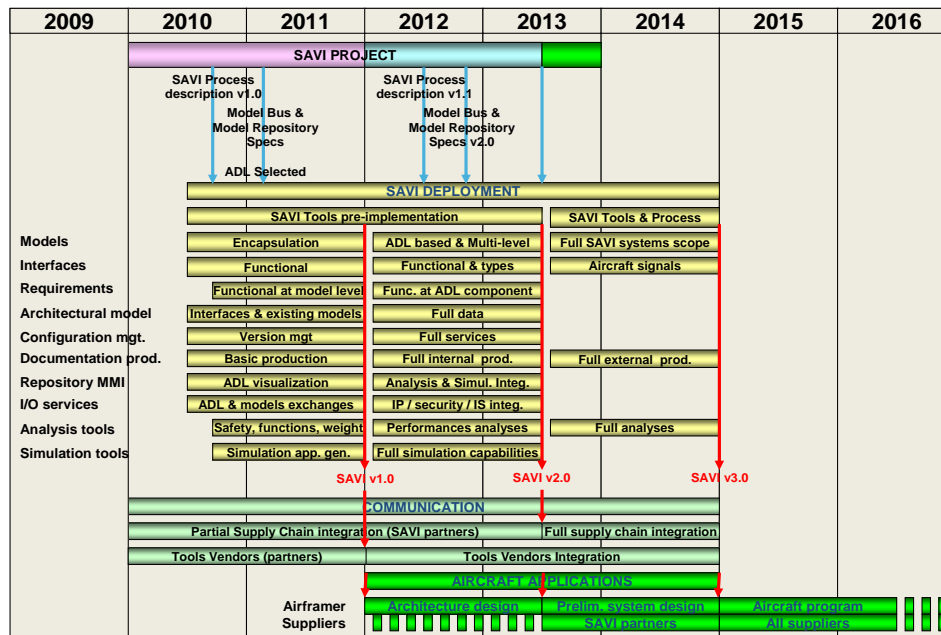 2009 2010 2011 2012 2013 2014 2015 2016
SAVI PROJECT
SAVI Process
description v1.0
SAVI Process
description v1.1
Model Bus &
Model Repository
Specs
Model Bus &
Model Repository
Specs v2.0
ADL Selected
SAVI DEPLOYMENT
SAVI Tools pre-implementation SAVI Tools & Process
Models Encapsulation ADL based & Multi-level Full SAVI systems scope
Interfaces Functional Functional & types Aircraft signals
Requirements Functional at model level Func. at ADL component
Architectural model Interfaces & existing models Full data
Configuration mgt. Version mgt Full services
Documentation prod. Basic production Full internal prod. Full external prod.
Repository MMI ADL visualization Analysis & Simul. Integ.
I/O services ADL & models exchanges IP / security / IS integ.
Analysis tools Safety, functions, weight Performances analyses Full analyses
Simulation tools Simulation app. gen. Full simulation capabilities
SAVI v1.0 SAVI v2.0 SAVI v3.0
COMMUNICATION
Partial Supply Chain integration (SAVI partners) Full supply chain integration
Tools Vendors (partners) Tools Vendors Integration
AIRCRAFT APPLICATIONS
Airframer Architecture design Prelim. system design Aircraft program
Suppliers SAVI partners All suppliers